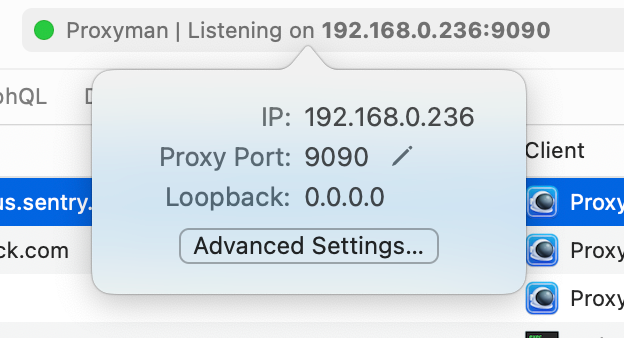 Proxyman | Listening on 192.168.0.236:9090
IP: 192.168.0.236
Proxy Port: 9090
Loopback: 0.0.0.0
Advanced Settings...
Client
us.sentry.
Proxy
ck.com
Proxy
Proxy